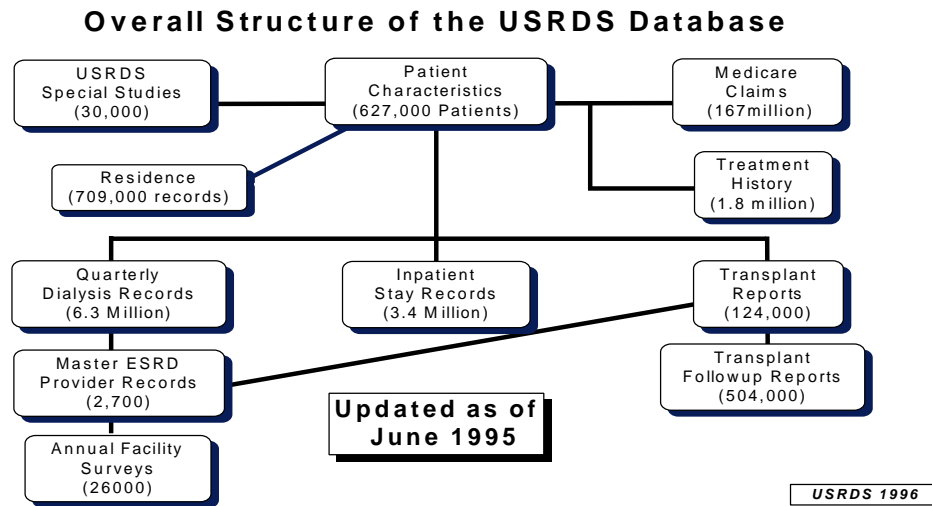 Overall Structure of the USRDS Database
USRDS
Special Studies
(30,000)
Patient
Characteristics
(627,000 Patients)
Medicare
Claims
(167million)
Residence
(709,000 records)
Treatment
History
(1.8 million)
Quarterly
Dialysis Records
(6.3 Million)
Inpatient
Stay Records
(3.4 Million)
Transplant
Reports
(124,000)
Master ESRD
Provider Records
(2,700)
Transplant
Followup Reports
(504,000)
Updated as of
June 1995
Annual Facility
Surveys
(26000)
USRDS 1996